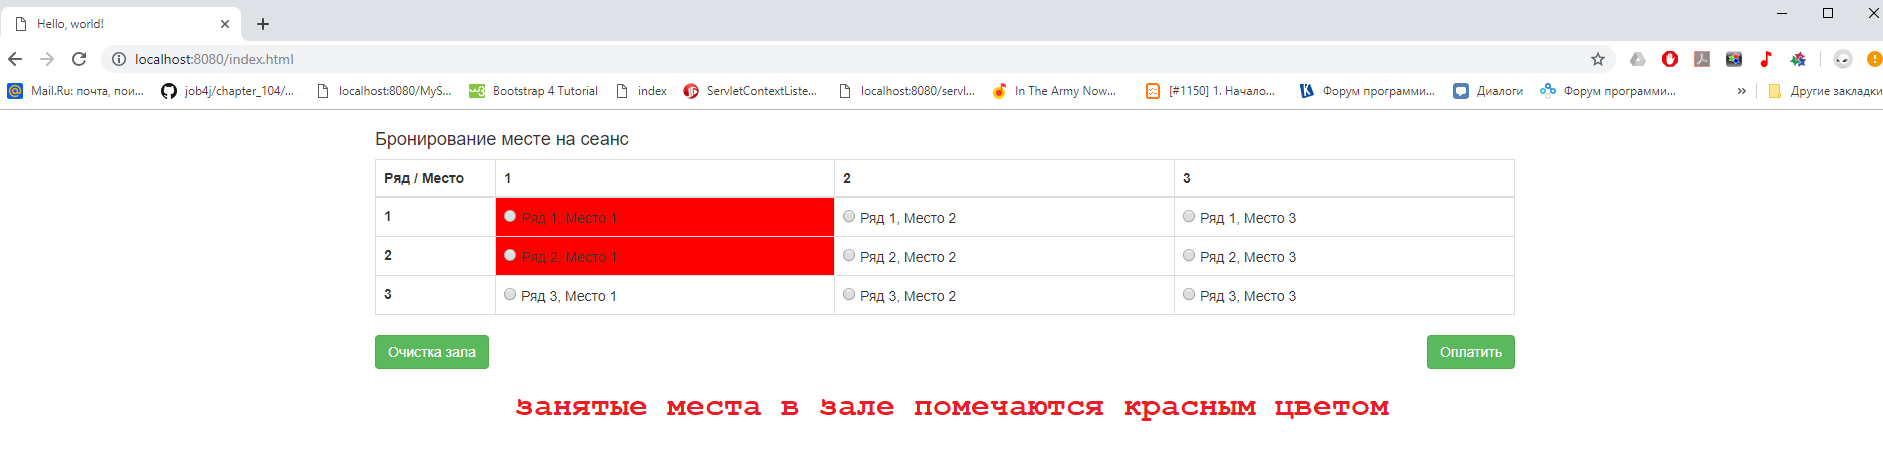 Hello, world!
localhost:8080/index.html
Mail.Ru: почта, пои... job4j/chapter_104/... localhost:8080/MyS... Bootstrap 4 Tutorial index ServletContextListe... localhost:8080/servl... In The Army Now... [#1150] 1. Начало... Форум программи... Диалоги Форум программи... » Другие закладки
Бронирование месте на сеанс
Ряд / Место 1 2 3
1 Ряд 1, Место 1 Ряд 1, Место 2 Ряд 1, Место 3
2 Ряд 2, Место 1 Ряд 2, Место 2 Ряд 2, Место 3
3 Ряд 3, Место 1 Ряд 3, Место 2 Ряд 3, Место 3
Очистка зала Оплатить
занятые места в зале помечаются красным цветом